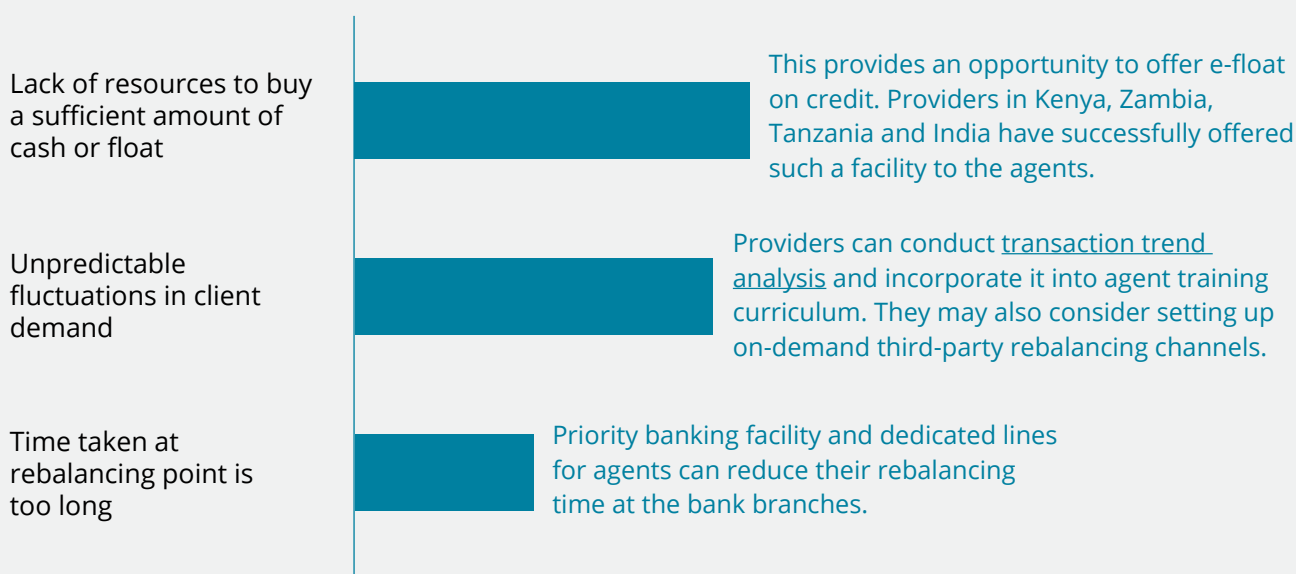 Lack of resources to buy
a sufficient amount of
cash or float
This provides an opportunity to offer e-float
on credit. Providers in Kenya, Zambia,
Tanzania and India have successfully offered
such a facility to the agents.
Unpredictable
fluctuations in client
demand
Providers can conduct transaction trend
analysis and incorporate it into agent training
curriculum. They may also consider setting up
on-demand third-party rebalancing channels.
Time taken at
rebalancing point is
too long
Priority banking facility and dedicated lines
for agents can reduce their rebalancing
time at the bank branches.